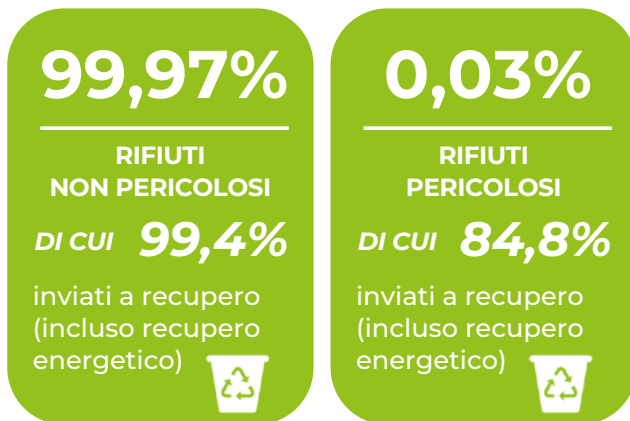 99,97%
RIFIUTI
NON PERICOLOSI
DI CUI 99,4%
inviati a recupero
(incluso recupero
energetico)
0,03%
RIFIUTI
PERICOLOSI
DI CUI 84,8%
inviati a recupero
(incluso recupero
energetico)